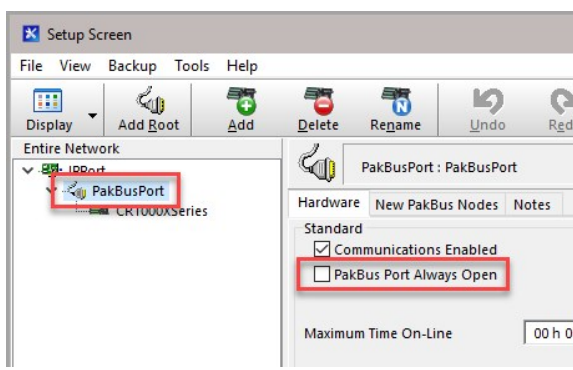 Setup Screen
File View Backup Tools Help
Display Add Root Add Delete Rename Undo
Entire Network
IPPort
PakBusPort
CR1000XSeries
PakBusPort : PakBusPort
Hardware New PakBus Nodes Notes
Standard
Communications Enabled
PakBus Port Always Open
Maximum Time On-Line 00 h 0